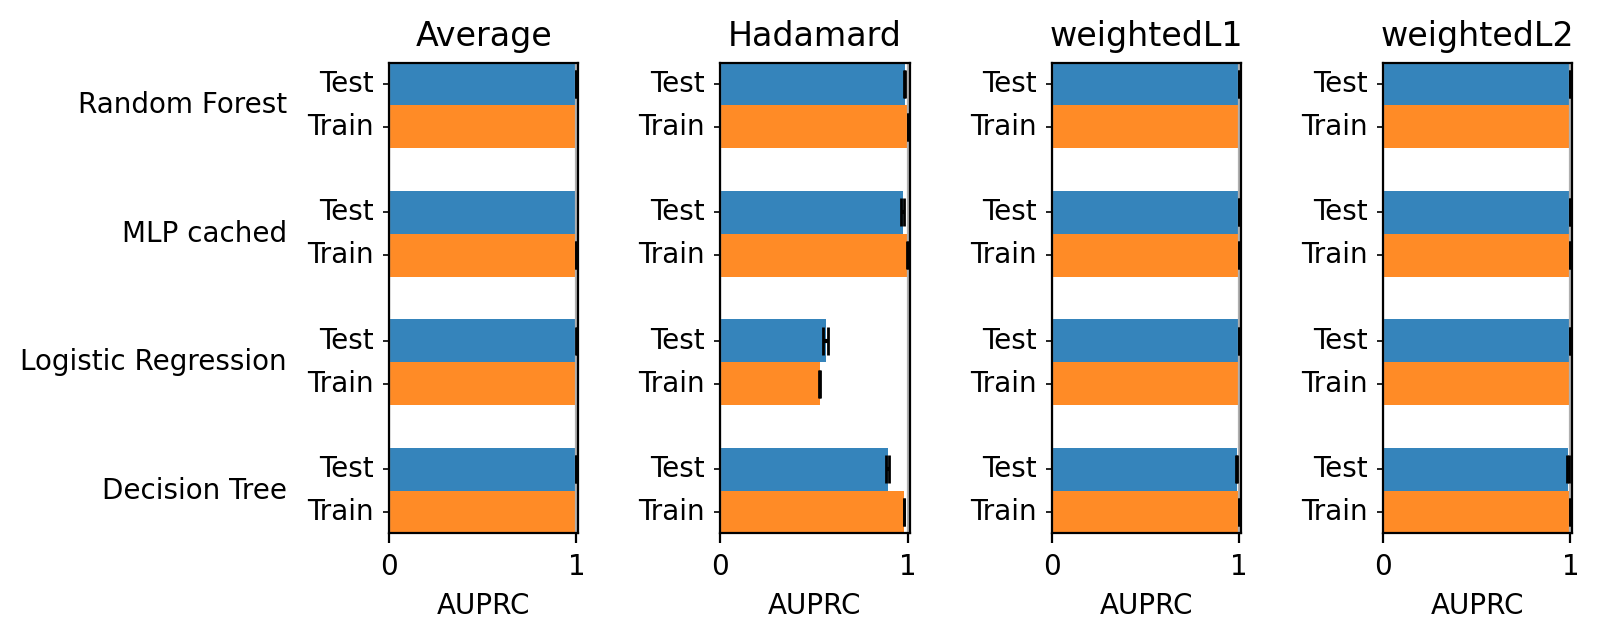 Average Hadamard weightedL1 weightedL2
Random Forest
Test Test Test Test
Train Train Train Train
MLP cached
Test Test Test Test
Train Train Train Train
Logistic Regression
Test Test Test Test
Train Train Train Train
Decision Tree
Test Test Test Test
Train Train Train Train
0 1 0 1 0 1 0 1
AUPRC AUPRC AUPRC AUPRC